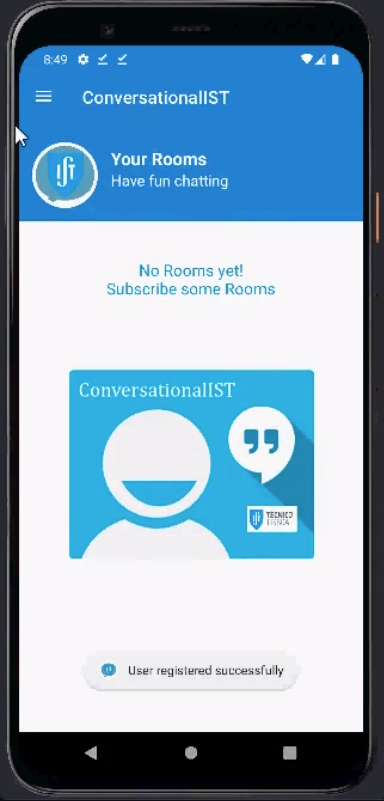 8:49
ConversationalIST
Your Rooms
Have fun chatting
No Rooms yet!
Subscribe some Rooms
ConversationalIST
TÉCNICO
LISBOA
User registered successfully